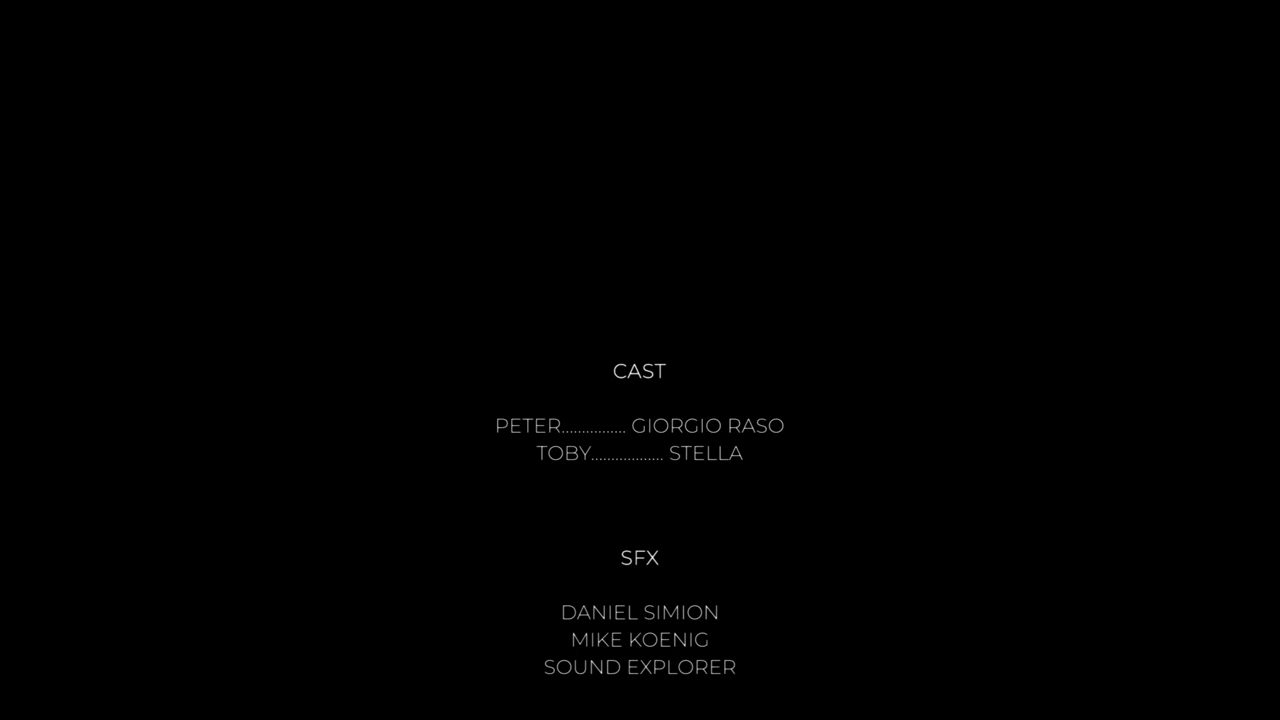 CAST
PETER................ GIORGIO RASO
TOBY.................. STELLA
SFX
DANIEL SIMION
MIKE KOENIG
SOUND EXPLORER